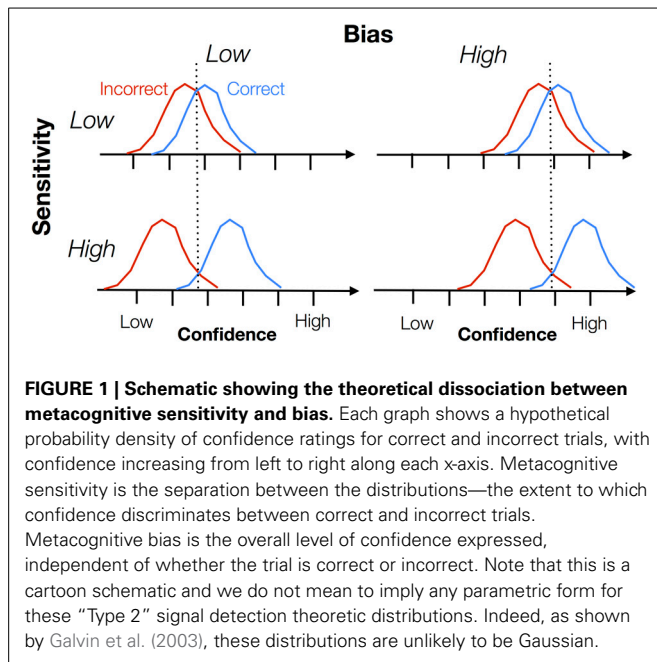 Bias
Low
High
Incorrect
Correct
Low
Sensitivity
High
Low
Confidence
High
Low
Confidence
High
FIGURE 1 | Schematic showing the theoretical dissociation between
metacognitive sensitivity and bias. Each graph shows a hypothetical
probability density of confidence ratings for correct and incorrect trials, with
confidence increasing from left to right along each x-axis. Metacognitive
sensitivity is the separation between the distributions—the extent to which
confidence discriminates between correct and incorrect trials.
Metacognitive bias is the overall level of confidence expressed,
independent of whether the trial is correct or incorrect. Note that this is a
cartoon schematic and we do not mean to imply any parametric form for
these “Type 2” signal detection theoretic distributions. Indeed, as shown
by Galvin et al. (2003), these distributions are unlikely to be Gaussian.